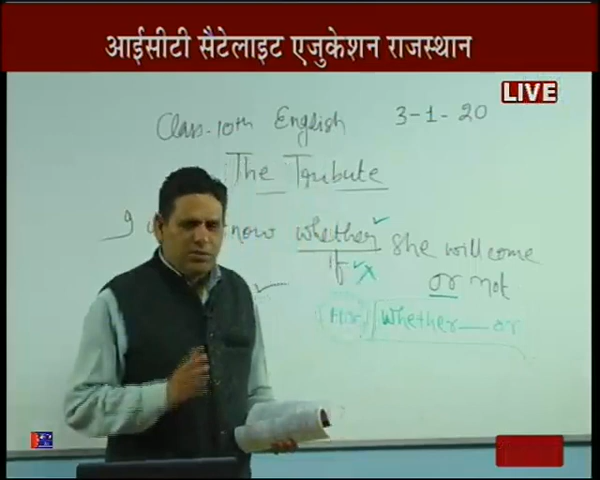 आईसीटी सैटेलाइट एजुकेशन राजस्थान
LIVE
Class-10th English 3-1-20
The Tribute
I now whether she will come
if or not
Whether — or